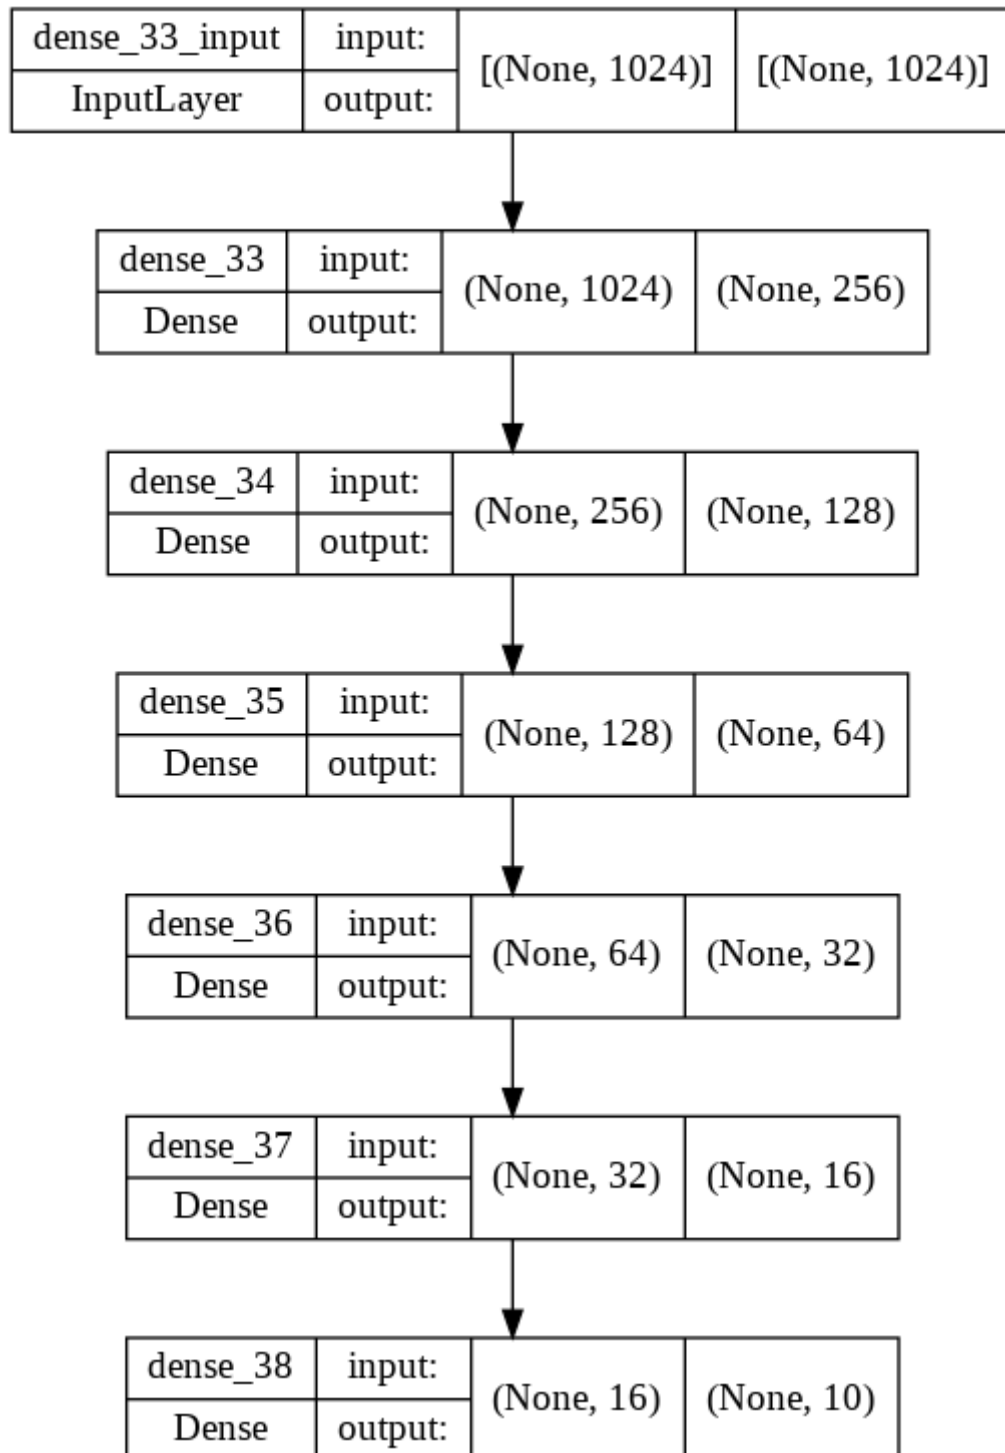 dense_33_input input: [(None, 1024)] [(None, 1024)]
InputLayer output:
dense_33 input: (None, 1024) (None, 256)
Dense output:
dense_34 input: (None, 256) (None, 128)
Dense output:
dense_35 input: (None, 128) (None, 64)
Dense output:
dense_36 input: (None, 64) (None, 32)
Dense output:
dense_37 input: (None, 32) (None, 16)
Dense output:
dense_38 input: (None, 16) (None, 10)
Dense output: